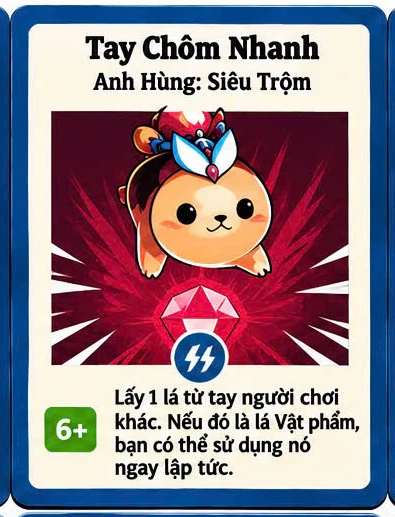 Tay Chôm Nhanh
Anh Hùng: Siêu Trộm
6+
Lấy 1 lá từ tay người chơi
khác. Nếu đó là lá Vật phẩm,
bạn có thể sử dụng nó
ngay lập tức.